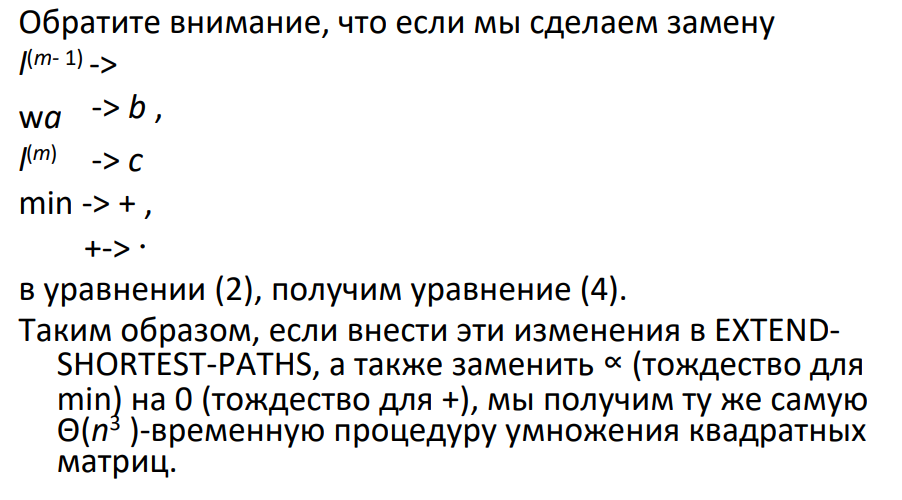 Обратите внимание, что если мы сделаем замену
l(m- 1) ->
wa -> b ,
l(m) -> c
min -> + ,
+-> ·
в уравнении (2), получим уравнение (4).
Таким образом, если внести эти изменения в EXTEND-
SHORTEST-PATHS, а также заменить ∝ (тождество для
min) на 0 (тождество для +), мы получим ту же самую
Θ(n³ )-временную процедуру умножения квадратных
матриц.